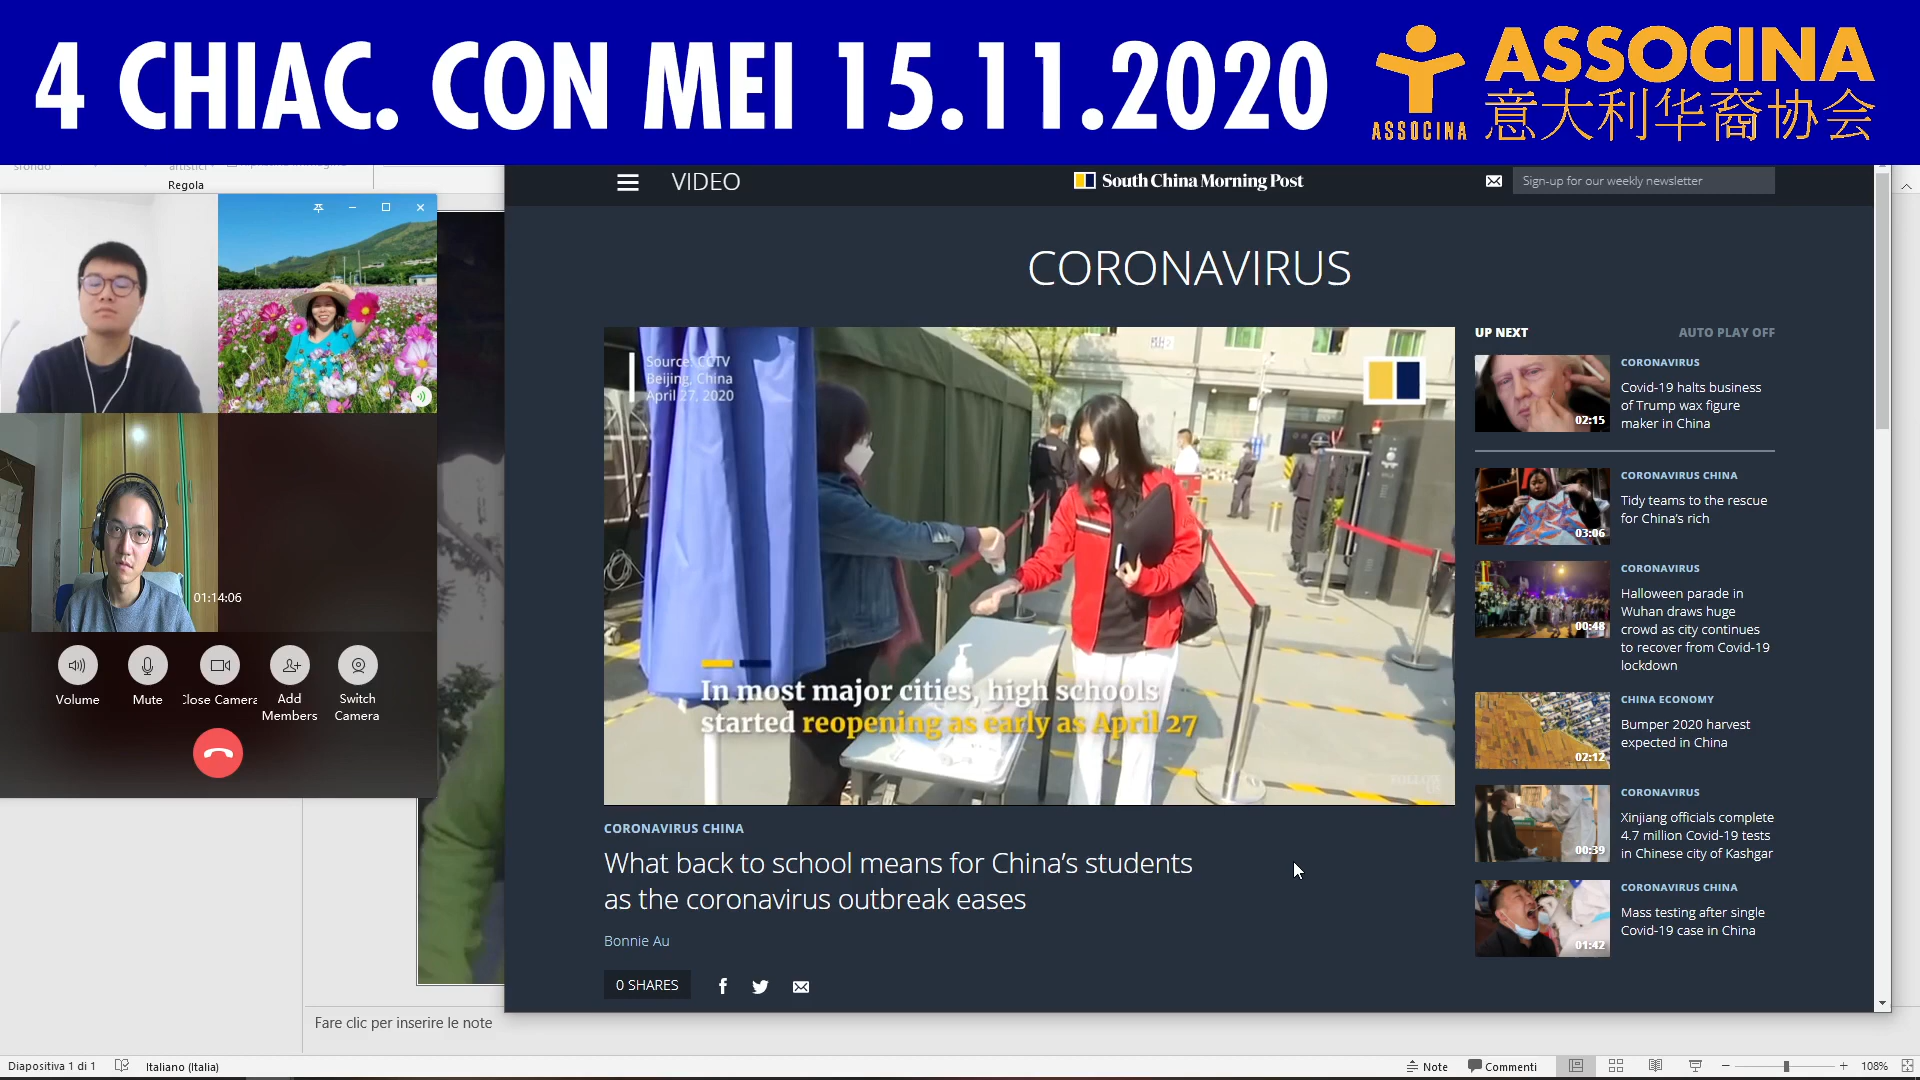 4 CHIAC. CON MEI 15.11.2020
ASSOCINA
ASSOCINA
意大利华裔协会
sfondo
artistici
Regola
VIDEO
South China Morning Post
Sign-up for our weekly newsletter
CORONAVIRUS
Source: CCTV
Beijing, China
April 27, 2020
In most major cities, high schools
started reopening as early as April 27
FOLLOW
US
CORONAVIRUS CHINA
What back to school means for China's students
as the coronavirus outbreak eases
Bonnie Au
0 SHARES
UP NEXT
AUTO PLAY OFF
02:15
CORONAVIRUS
Covid-19 halts business
of Trump wax figure
maker in China
03:06
CORONAVIRUS CHINA
Tidy teams to the rescue
for China's rich
00:48
CORONAVIRUS
Halloween parade in
Wuhan draws huge
crowd as city continues
to recover from Covid-19
lockdown
02:12
CHINA ECONOMY
Bumper 2020 harvest
expected in China
00:39
CORONAVIRUS
Xinjiang officials complete
4.7 million Covid-19 tests
in Chinese city of Kashgar
01:42
CORONAVIRUS CHINA
Mass testing after single
Covid-19 case in China
01:14:06
Volume
Mute
Close Camera
Add
Members
Switch
Camera
Fare clic per inserire le note
Diapositiva 1 di 1
Italiano (Italia)
Note
Commenti
108%